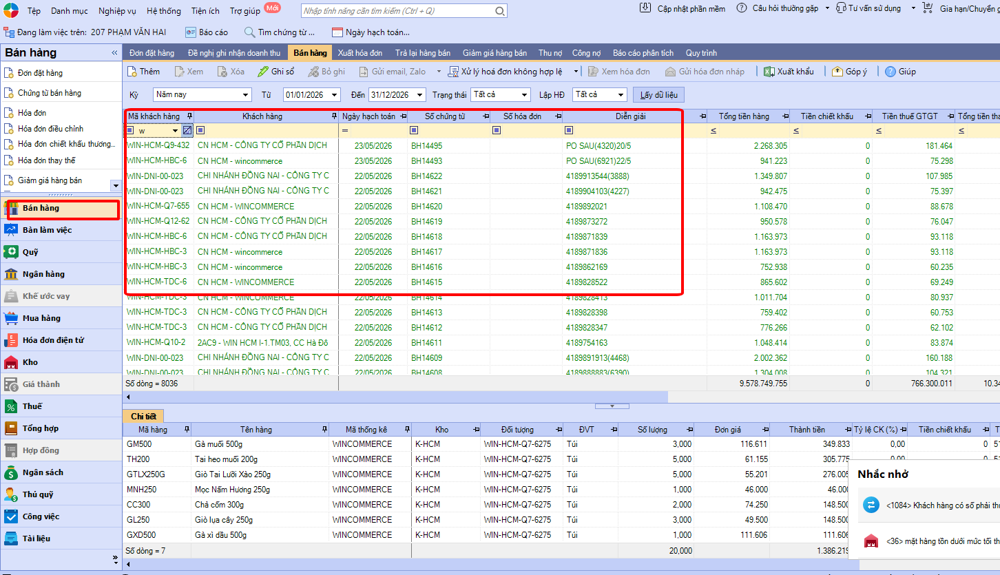 Tệp Danh mục Nghiệp vụ Hệ thống Tiện ích Trợ giúp Mới Nhập tính năng cần tìm kiếm (Ctrl + Q) Cập nhật phần mềm Câu hỏi thường gặp Tư vấn sử dụng Gia hạn/Chuyển g
Đang làm việc trên: 207 PHẠM VĂN HAI Báo cáo Tìm chứng từ ... Ngày hạch toán...
Bán hàng «
Đơn đặt hàng
Chứng từ bán hàng
Hóa đơn
Hóa đơn điều chỉnh
Hóa đơn chiết khấu thương...
Hóa đơn thay thế
Giảm giá hàng bán
Bán hàng
Bàn làm việc
Quỹ
Ngân hàng
Khế ước vay
Mua hàng
Hóa đơn điện tử
Kho
Giá thành
Thuế
Tổng hợp
Hợp đồng
Ngân sách
Thủ quỹ
Công việc
Tài liệu
»
Đơn đặt hàng Đề nghị ghi nhận doanh thu Bán hàng Xuất hóa đơn Trả lại hàng bán Giảm giá hàng bán Thu nợ Công nợ Báo cáo phân tích Quy trình
Thêm Xem Xóa Ghi sổ Bỏ ghi Gửi email, Zalo Xử lý hoá đơn không hợp lệ Xem hóa đơn Gửi hóa đơn nháp Xuất khẩu Góp ý Giúp
Kỳ Năm nay Từ 01/01/2026 Đến 31/12/2026 Trạng thái Tất cả Lập HĐ Tất cả Lấy dữ liệu
Mã khách hàng Khách hàng Ngày hạch toán Số chứng từ Số hóa đơn Diễn giải Tổng tiền hàng Tiền chiết khấu Tiền thuế GTGT Tổng tiền tha
w = ≤ ≤ ≤ ≤
WIN-HCM-Q9-432 CN HCM - CÔNG TY CỔ PHẦN DỊCH 23/05/2026 BH14495 PO SAU(4320)20/5 2.268.305 0 181.464
WIN-HCM-HBC-6 CN HCM - wincommerce 23/05/2026 BH14493 PO SAU(6921)22/5 941.223 0 75.298
WIN-DNI-00-023 CHI NHÁNH ĐỒNG NAI - CÔNG TY C 22/05/2026 BH14622 4189913544(3888) 1.349.807 0 107.985
WIN-DNI-00-023 CHI NHÁNH ĐỒNG NAI - CÔNG TY C 22/05/2026 BH14621 4189904103(4227) 942.475 0 75.397
WIN-HCM-Q7-655 CN HCM - WINCOMMERCE 22/05/2026 BH14620 4189892021 1.108.470 0 88.678
WIN-HCM-Q12-62 CN HCM - CÔNG TY CỔ PHẦN DỊCH 22/05/2026 BH14619 4189873272 950.578 0 76.047
WIN-HCM-HBC-6 CN HCM - CÔNG TY CỔ PHẦN DỊCH 22/05/2026 BH14618 4189871839 1.163.973 0 93.118
WIN-HCM-HBC-3 CN HCM - wincommerce 22/05/2026 BH14617 4189871836 1.163.973 0 93.118
WIN-HCM-HBC-3 CN HCM - wincommerce 22/05/2026 BH14616 4189862169 752.938 0 60.235
WIN-HCM-TDC-6 CN HCM - WINCOMMERCE 22/05/2026 BH14615 4189828522 865.602 0 69.249
WIN-HCM-TDC-3 CN HCM - WINCOMMERCE 22/05/2026 BH14614 4189828413 1.011.704 0 80.937
WIN-HCM-TDC-3 CN HCM - CÔNG TY CỔ PHẦN DỊCH 22/05/2026 BH14613 4189828398 759.402 0 60.753
WIN-HCM-TDC-3 CN HCM - CÔNG TY CỔ PHẦN DỊCH 22/05/2026 BH14612 4189828347 776.266 0 62.102
WIN-HCM-Q10-2 2AC9 - WIN HCM I-1.TM03, CC Hà Đô 22/05/2026 BH14611 4189754163 1.048.414 0 83.874
WIN-DNI-00-023 CHI NHÁNH ĐỒNG NAI - CÔNG TY C 22/05/2026 BH14609 4189891913(4468) 2.002.362 0 160.188
WIN-DNI-00-023 CHI NHÁNH ĐỒNG NAI - CÔNG TY C 22/05/2026 BH14608 4189888883(6390) 1.304.008 0 104.321
Số dòng = 8036 9.578.749.755 0 766.300.011 10.34
Chi tiết
Mã hàng Tên hàng Mã thống kê Kho Đối tượng ĐVT Số lượng Đơn giá Thành tiền Tỷ lệ CK (%) Tiền chiết khấu T
GM500 Gà muối 500g WINCOMMERCE K-HCM WIN-HCM-Q7-6275 Túi 3,000 116.611 349.833 0,00 0 51
TH200 Tai heo muối 200g WINCOMMERCE K-HCM WIN-HCM-Q7-6275 Túi 5,000 61.155 305.775 0,00 0 51
GTLX250G Giò Tai Lưỡi Xào 250g WINCOMMERCE K-HCM WIN-HCM-Q7-6275 Túi 5,000 55.201 276.005
MNH250 Mọc Nấm Hương 250g WINCOMMERCE K-HCM WIN-HCM-Q7-6275 Túi 1,000 46.000 46.000
CC300 Chả cốm 300g WINCOMMERCE K-HCM WIN-HCM-Q7-6275 Túi 2,000 74.250 148.500
GL250 Giò lụa cây 250g WINCOMMERCE K-HCM WIN-HCM-Q7-6275 Túi 3,000 49.500 148.500
GXD500 Gà xì dầu 500g WINCOMMERCE K-HCM WIN-HCM-Q7-6275 Túi 1,000 111.606 111.606
Số dòng = 7 20,000 1.386.219
Nhắc nhở
<1084> Khách hàng có số phải thu
<36> mặt hàng tồn dưới mức tối th